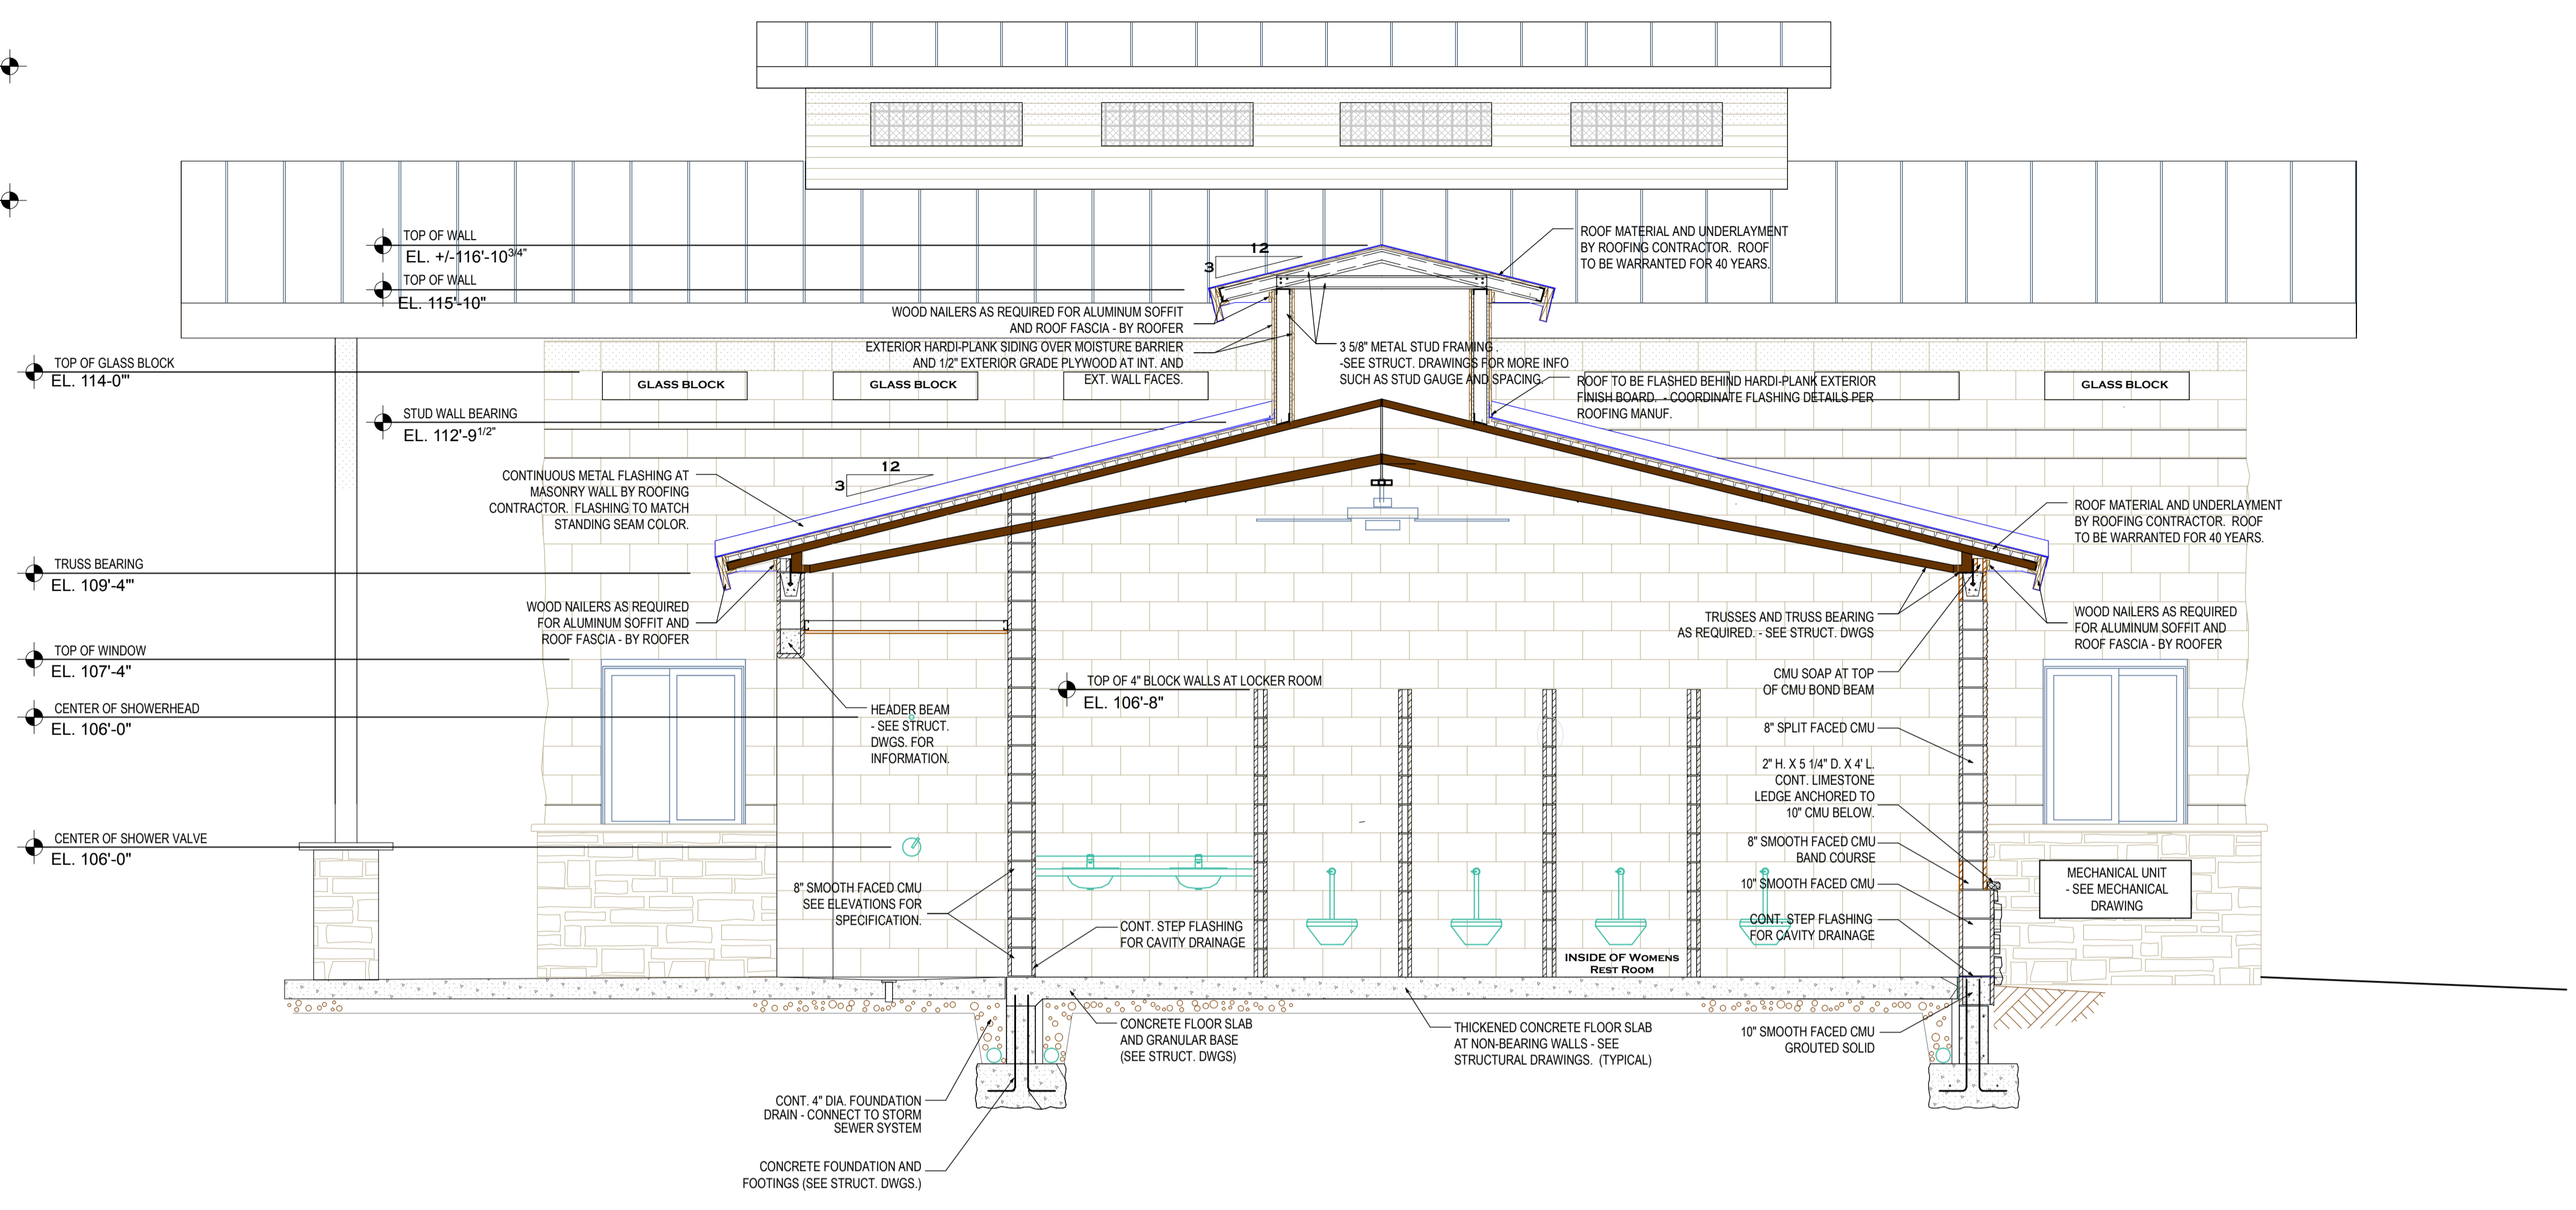 TOP OF WALL
EL. +/-116'-10 3/4"
TOP OF WALL
EL. 115'-10"
12
3
ROOF MATERIAL AND UNDERLAYMENT
BY ROOFING CONTRACTOR. ROOF
TO BE WARRANTED FOR 40 YEARS.
WOOD NAILERS AS REQUIRED FOR ALUMINUM SOFFIT
AND ROOF FASCIA - BY ROOFER
EXTERIOR HARDI-PLANK SIDING OVER MOISTURE BARRIER
AND 1/2" EXTERIOR GRADE PLYWOOD AT INT. AND
EXT. WALL FACES.
3 5/8" METAL STUD FRAMING
-SEE STRUCT. DRAWINGS FOR MORE INFO
SUCH AS STUD GAUGE AND SPACING.
ROOF TO BE FLASHED BEHIND HARDI-PLANK EXTERIOR
FINISH BOARD. - COORDINATE FLASHING DETAILS PER
ROOFING MANUF.
TOP OF GLASS BLOCK
EL. 114-0'"
GLASS BLOCK
GLASS BLOCK
GLASS BLOCK
STUD WALL BEARING
EL. 112'-9 1/2"
12
3
CONTINUOUS METAL FLASHING AT
MASONRY WALL BY ROOFING
CONTRACTOR. FLASHING TO MATCH
STANDING SEAM COLOR.
ROOF MATERIAL AND UNDERLAYMENT
BY ROOFING CONTRACTOR. ROOF
TO BE WARRANTED FOR 40 YEARS.
TRUSS BEARING
EL. 109'-4'"
WOOD NAILERS AS REQUIRED
FOR ALUMINUM SOFFIT AND
ROOF FASCIA - BY ROOFER
TRUSSES AND TRUSS BEARING
AS REQUIRED. - SEE STRUCT. DWGS
WOOD NAILERS AS REQUIRED
FOR ALUMINUM SOFFIT AND
ROOF FASCIA - BY ROOFER
TOP OF WINDOW
EL. 107'-4"
CMU SOAP AT TOP
OF CMU BOND BEAM
TOP OF 4" BLOCK WALLS AT LOCKER ROOM
EL. 106'-8"
CENTER OF SHOWERHEAD
EL. 106'-0"
HEADER BEAM
- SEE STRUCT.
DWGS. FOR
INFORMATION.
8" SPLIT FACED CMU
2" H. X 5 1/4" D. X 4' L.
CONT. LIMESTONE
LEDGE ANCHORED TO
10" CMU BELOW.
CENTER OF SHOWER VALVE
EL. 106'-0"
8" SMOOTH FACED CMU
BAND COURSE
10" SMOOTH FACED CMU
MECHANICAL UNIT
- SEE MECHANICAL
DRAWING
8" SMOOTH FACED CMU
SEE ELEVATIONS FOR
SPECIFICATION.
CONT. STEP FLASHING
FOR CAVITY DRAINAGE
CONT. STEP FLASHING
FOR CAVITY DRAINAGE
INSIDE OF WOMENS
REST ROOM
CONCRETE FLOOR SLAB
AND GRANULAR BASE
(SEE STRUCT. DWGS)
THICKENED CONCRETE FLOOR SLAB
AT NON-BEARING WALLS - SEE
STRUCTURAL DRAWINGS. (TYPICAL)
10" SMOOTH FACED CMU
GROUTED SOLID
CONT. 4" DIA. FOUNDATION
DRAIN - CONNECT TO STORM
SEWER SYSTEM
CONCRETE FOUNDATION AND
FOOTINGS (SEE STRUCT. DWGS.)